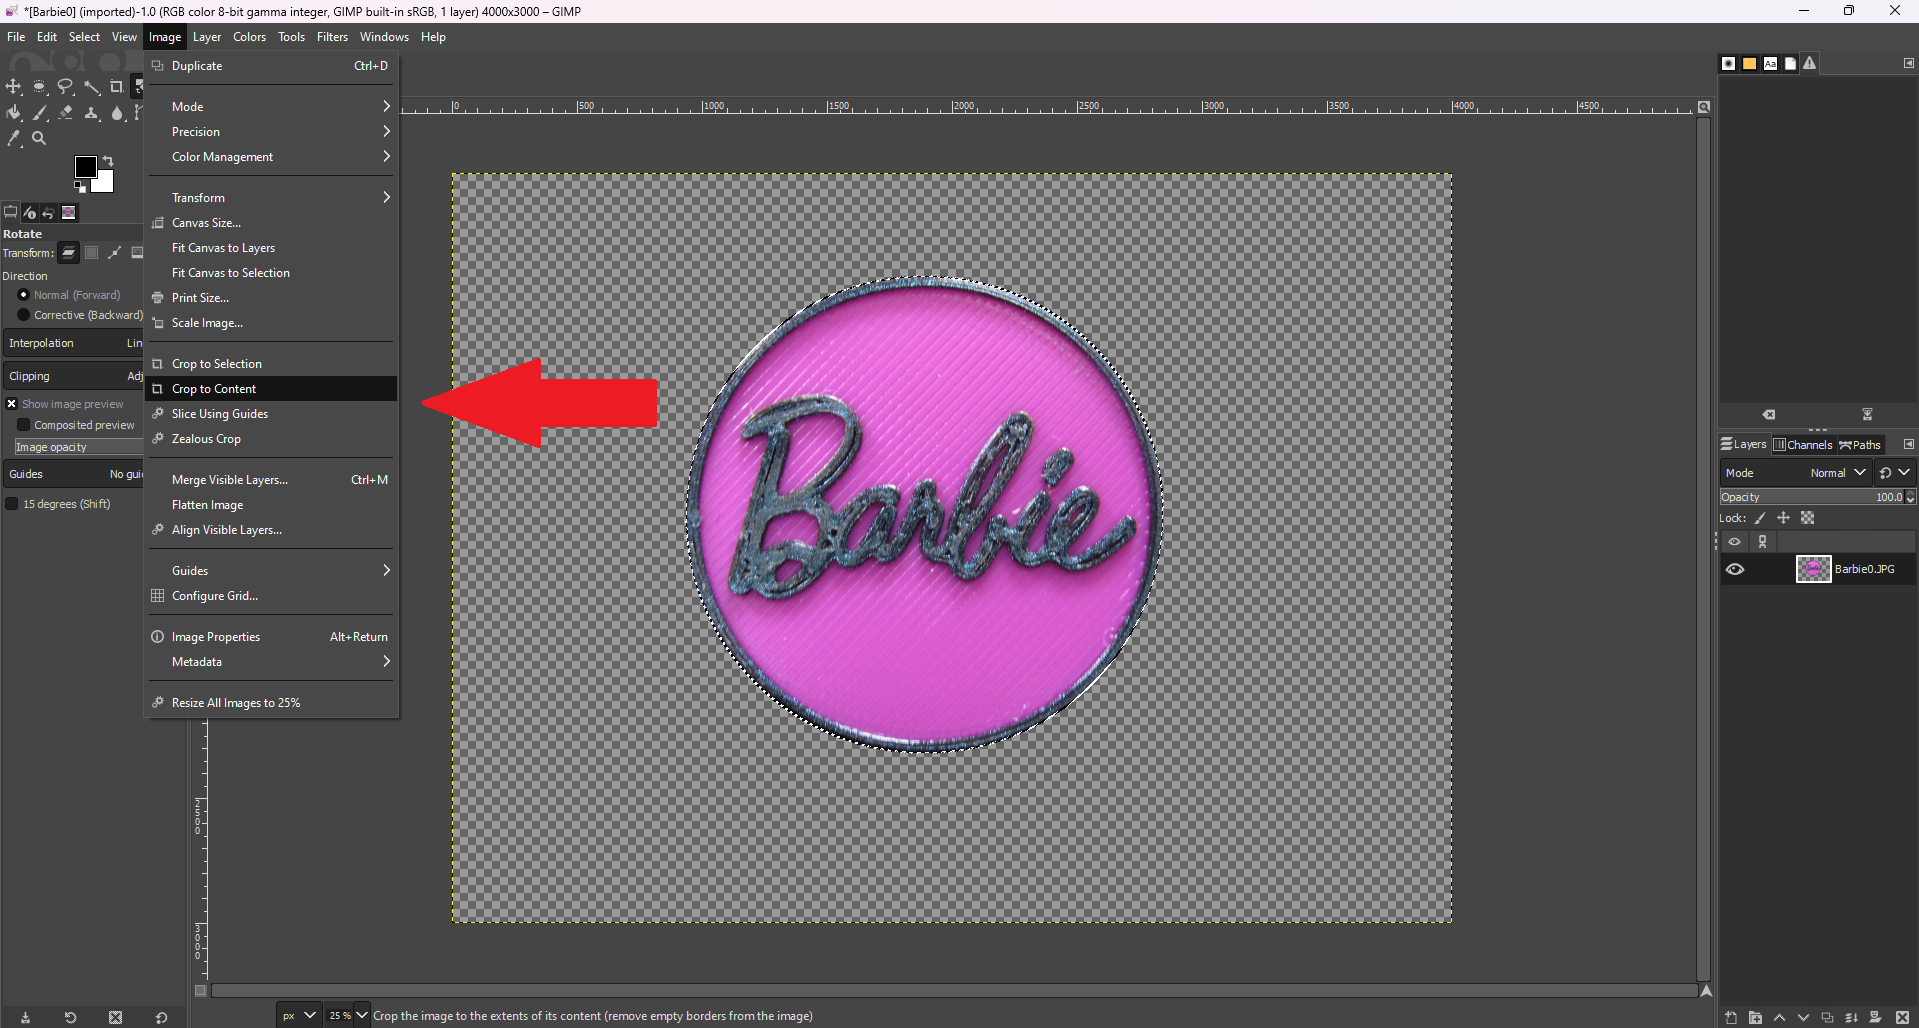 *[Barbie0] (imported)-1.0 (RGB color 8-bit gamma integer, GIMP built-in sRGB, 1 layer) 4000x3000 – GIMP
File Edit Select View Image Layer Colors Tools Filters Windows Help
Duplicate Ctrl+D
Mode
Precision
Color Management
Transform
Canvas Size...
Fit Canvas to Layers
Fit Canvas to Selection
Print Size...
Scale Image...
Crop to Selection
Crop to Content
Slice Using Guides
Zealous Crop
Merge Visible Layers... Ctrl+M
Flatten Image
Align Visible Layers...
Guides
Configure Grid...
Image Properties Alt+Return
Metadata
Resize All Images to 25%
Rotate
Transform:
Direction
Normal (Forward)
Corrective (Backward)
Interpolation Lin
Clipping Adj
Show image preview
Composited preview
Image opacity
Guides No gui
15 degrees (Shift)
0 500 1000 1500 2000 2500 3000 3500 4000 4500
Barbie
2500
3000
Aa
Layers Channels Paths
Mode Normal
Opacity 100.0
Lock:
Barbie0.JPG
px 25 % Crop the image to the extents of its content (remove empty borders from the image)